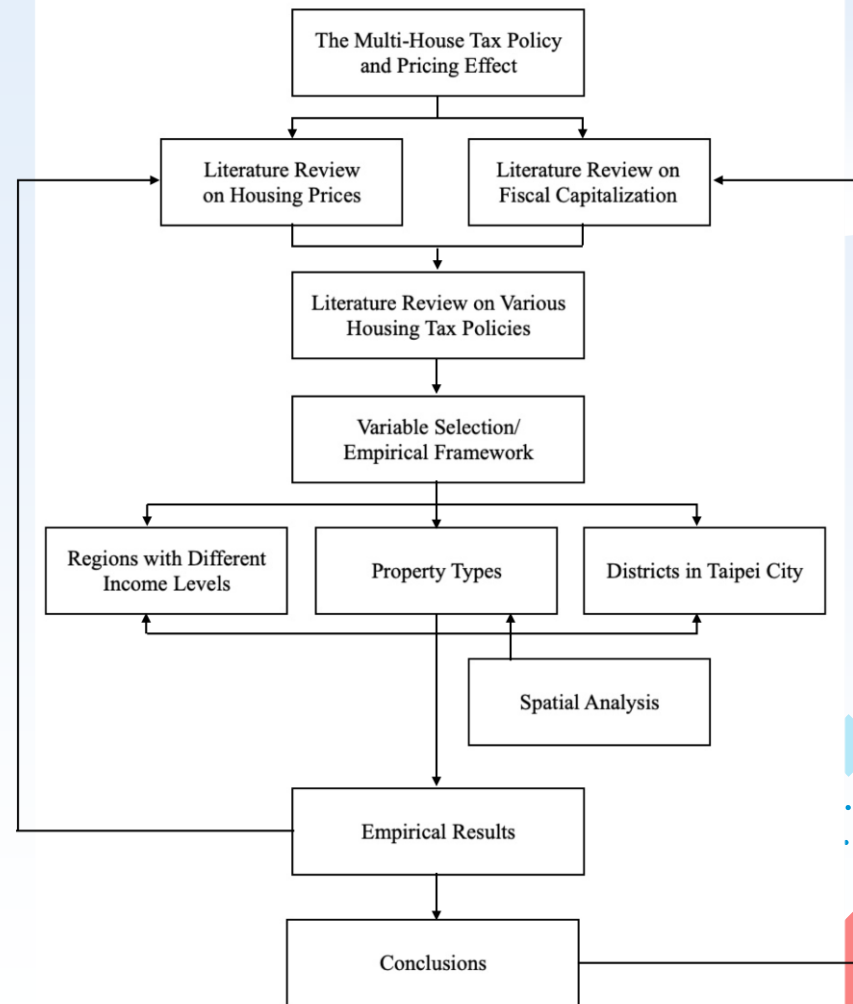 The Multi-House Tax Policy
and Pricing Effect
Literature Review
on Housing Prices
Literature Review on
Fiscal Capitalization
Literature Review on Various
Housing Tax Policies
Variable Selection/
Empirical Framework
Regions with Different
Income Levels
Property Types
Districts in Taipei City
Spatial Analysis
Empirical Results
Conclusions